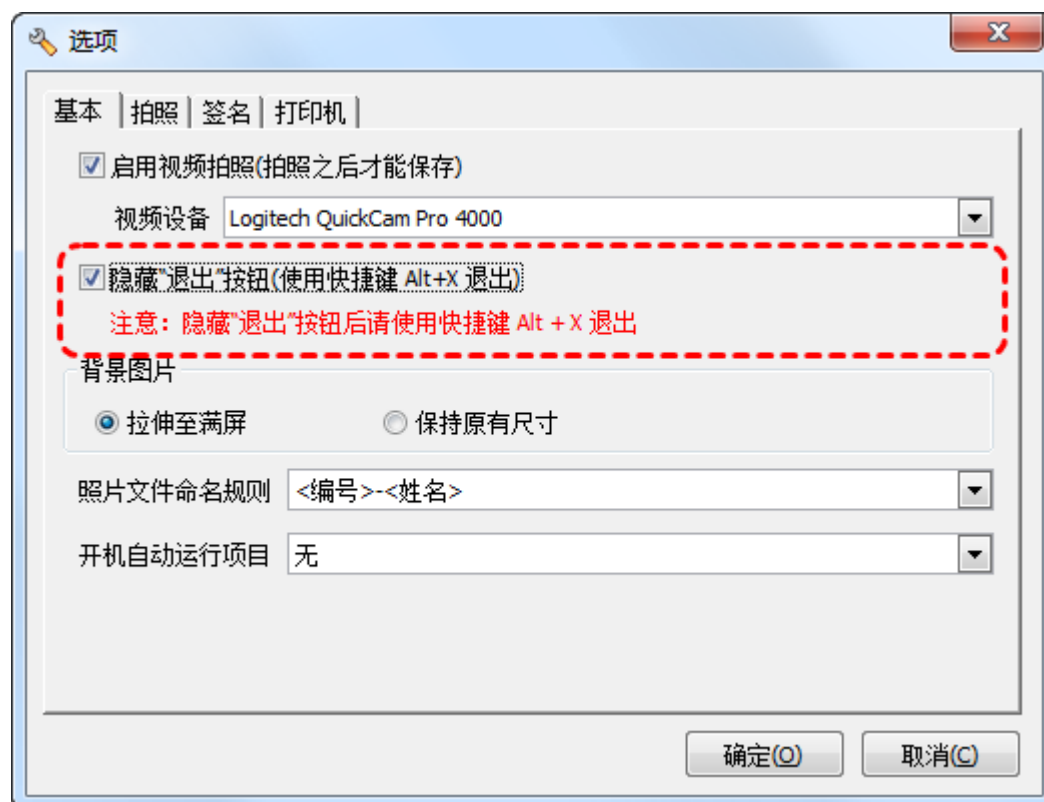 选项
基本 拍照 签名 打印机
启用视频拍照(拍照之后才能保存)
视频设备 Logitech QuickCam Pro 4000
隐藏"退出"按钮(使用快捷键 Alt+X 退出)
注意：隐藏"退出"按钮后请使用快捷键 Alt + X 退出
背景图片
拉伸至满屏 保持原有尺寸
照片文件命名规则 <编号>-<姓名>
开机自动运行项目 无
确定(O) 取消(C)